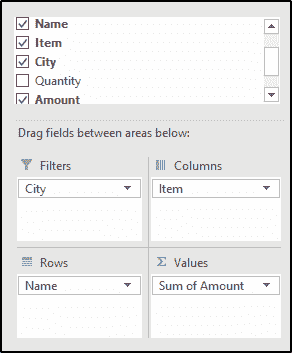 Name
Item
City
Quantity
Amount
Drag fields between areas below:
Filters
Columns
City
Item
Rows
Σ Values
Name
Sum of Amount